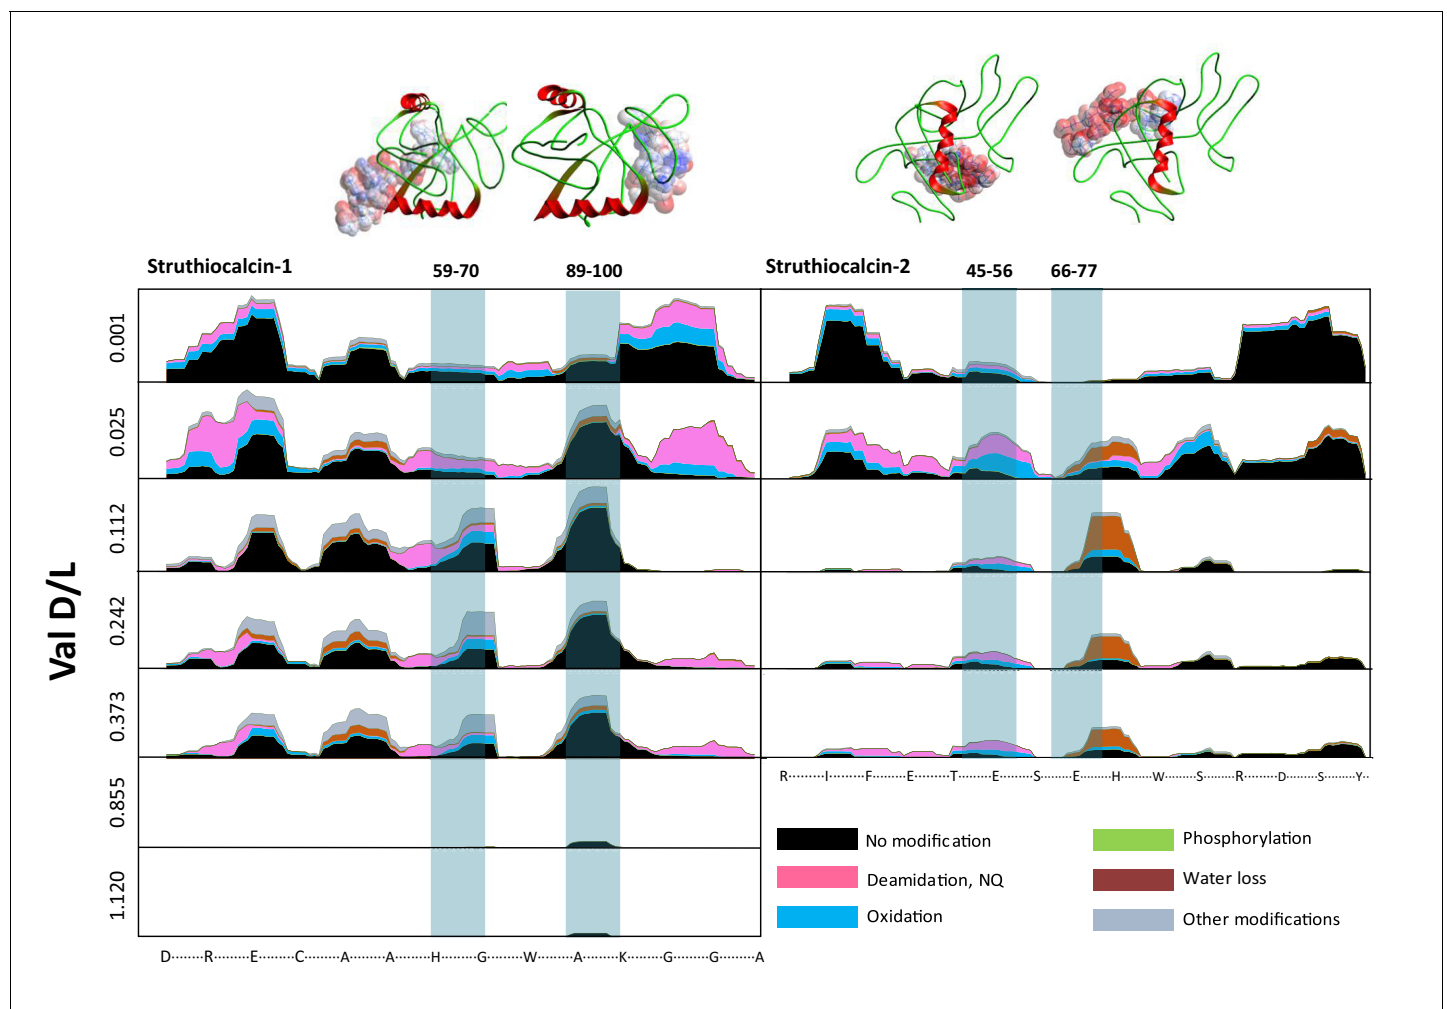 Struthiocalcin-1
59-70
89-100
Struthiocalcin-2
45-56
66-77
Val D/L
0.001
0.025
0.112
0.242
0.373
0.855
1.120
R········I········F········E········T········E········S········E········H········W········S········R········D········S········Y··
No modification
Deamidation, NQ
Oxidation
Phosphorylation
Water loss
Other modifications
D········R········E········C········A········A········H········G········W········A········K········G········G········A